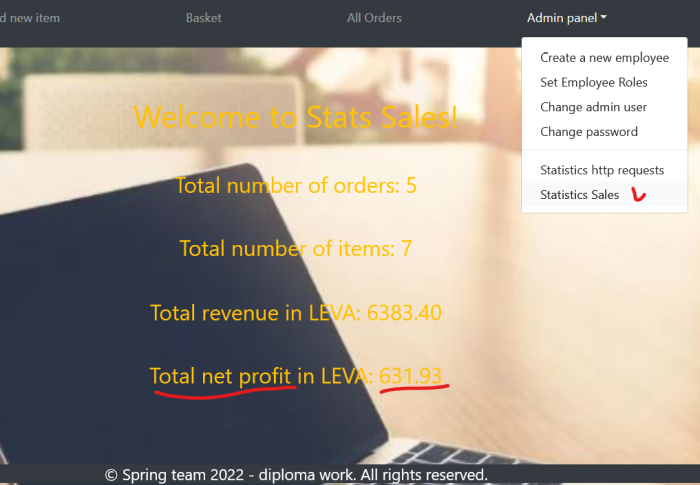 d new item
Basket
All Orders
Admin panel
Create a new employee
Set Employee Roles
Change admin user
Change password
Statistics http requests
Statistics Sales
Welcome to Stats Sales!
Total number of orders: 5
Total number of items: 7
Total revenue in LEVA: 6383.40
Total net profit in LEVA: 631.93
© Spring team 2022 - diploma work. All rights reserved.